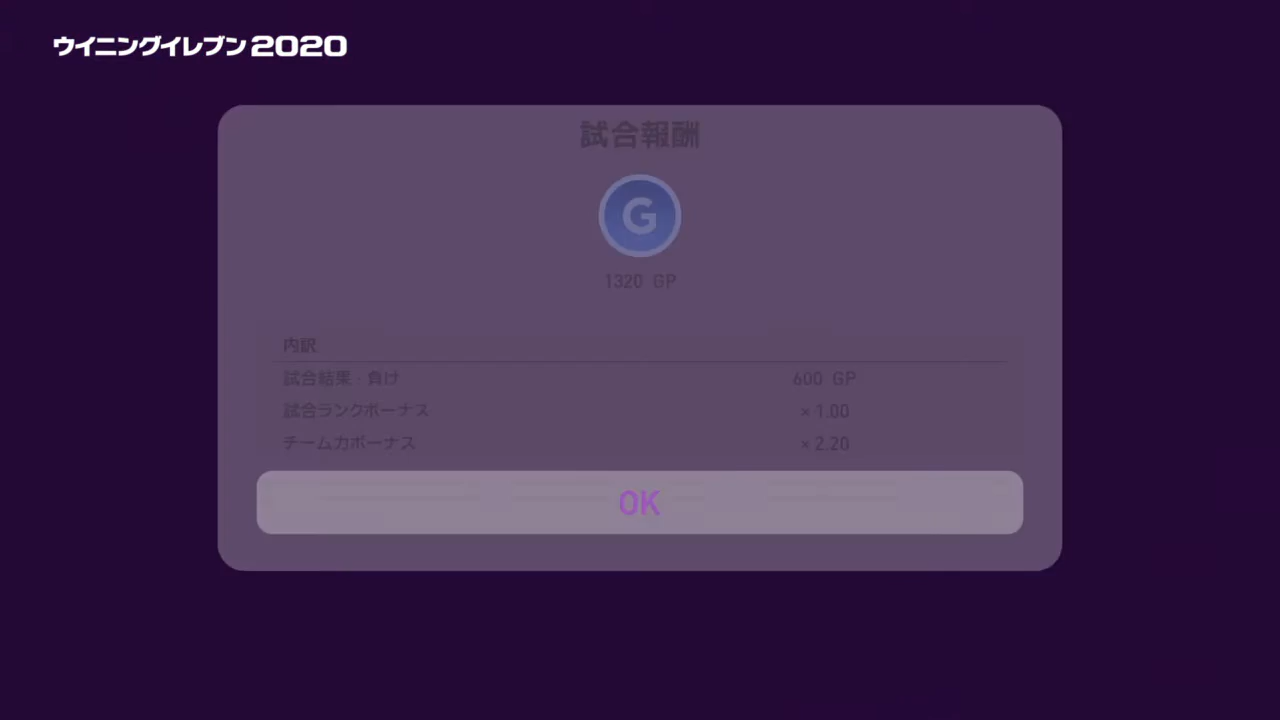 ウイニングイレブン2020
試合報酬
G
1320 GP
内訳
試合結果：負け 600 GP
試合ランクボーナス ×1.00
チーム力ボーナス ×2.20
OK